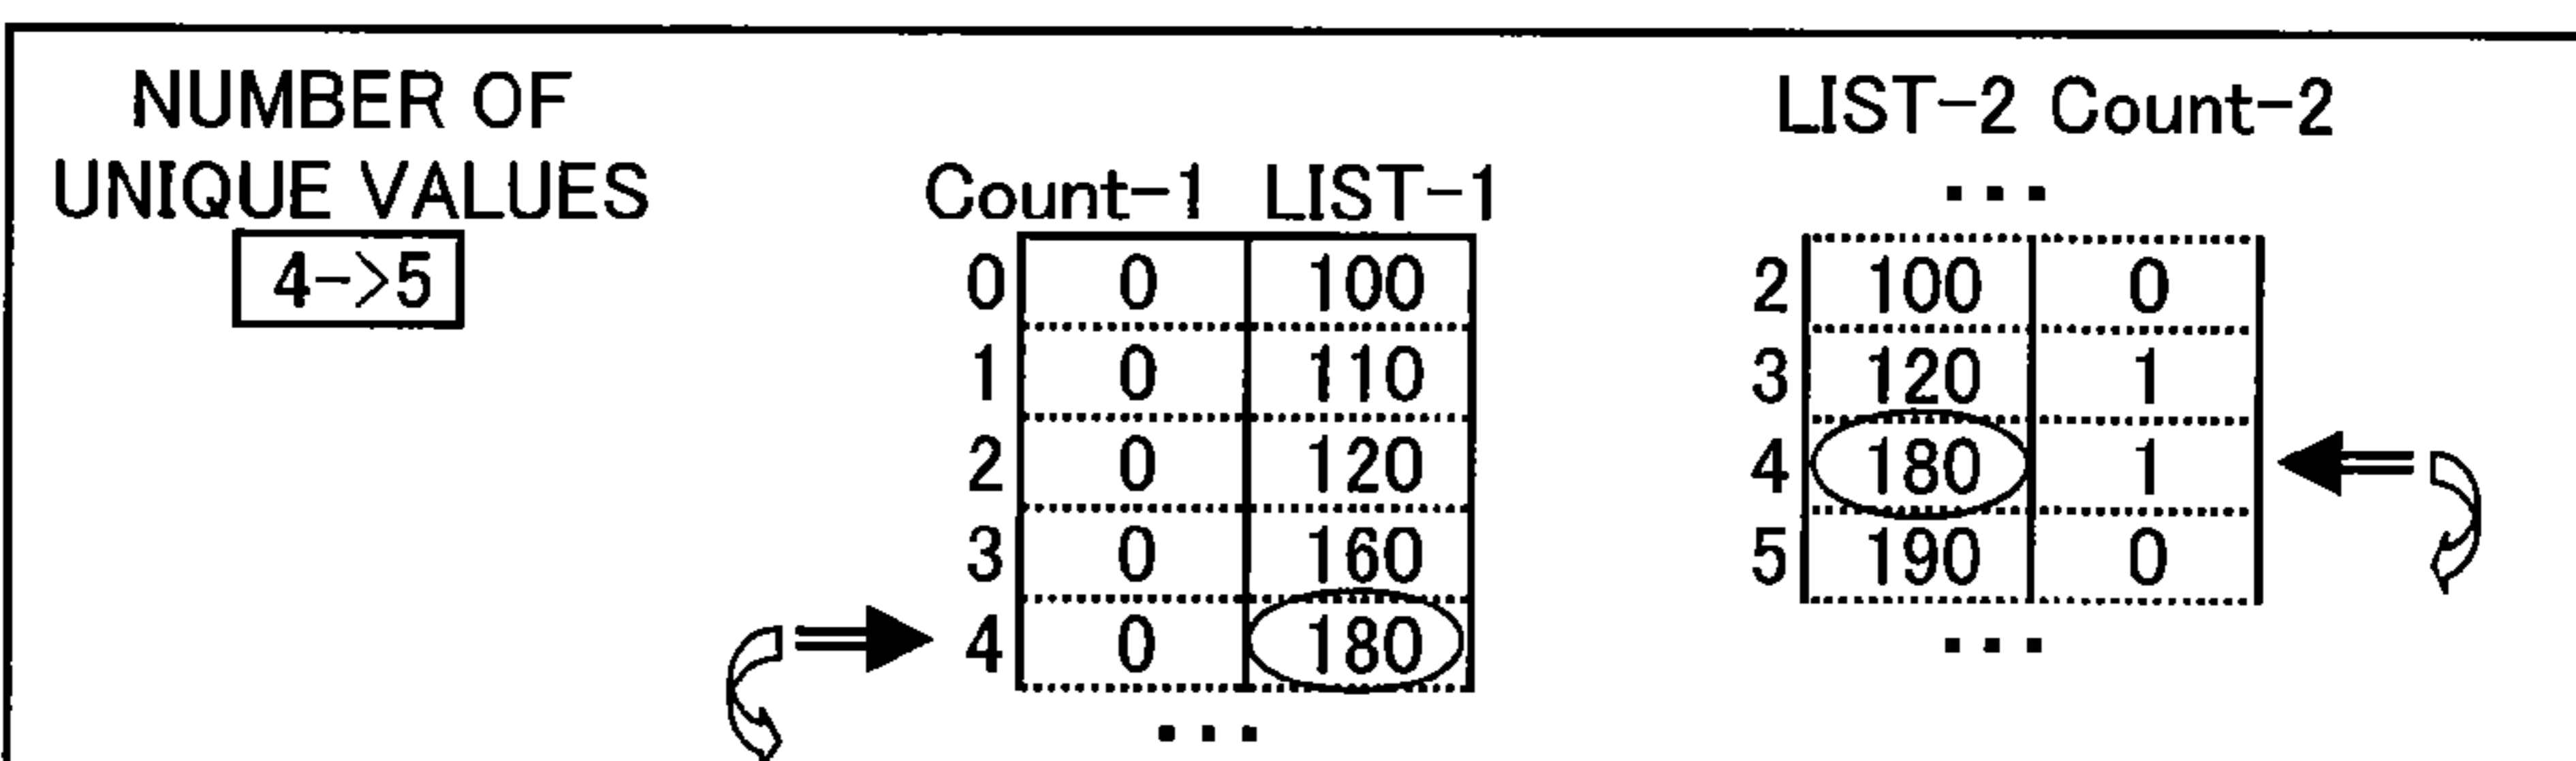 NUMBER OF
UNIQUE VALUES
4->5
Count-1 LIST-1
0 0 100
1 0 110
2 0 120
3 0 160
4 0 180
...
LIST-2 Count-2
...
2 100 0
3 120 1
4 180 1
5 190 0
...